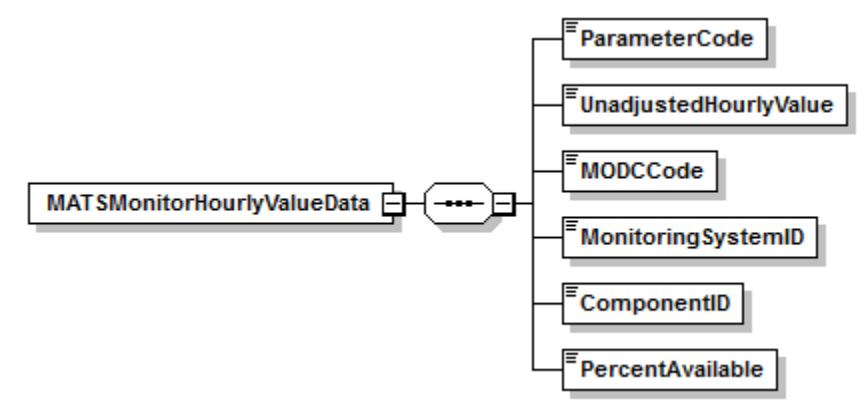 ParameterCode
UnadjustedHourlyValue
MODCCode
MATSMonitorHourlyValueData
MonitoringSystemID
ComponentID
PercentAvailable